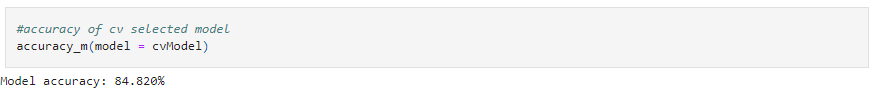 #accuracy of cv selected model
accuracy_m(model = cvModel)
Model accuracy: 84.820%